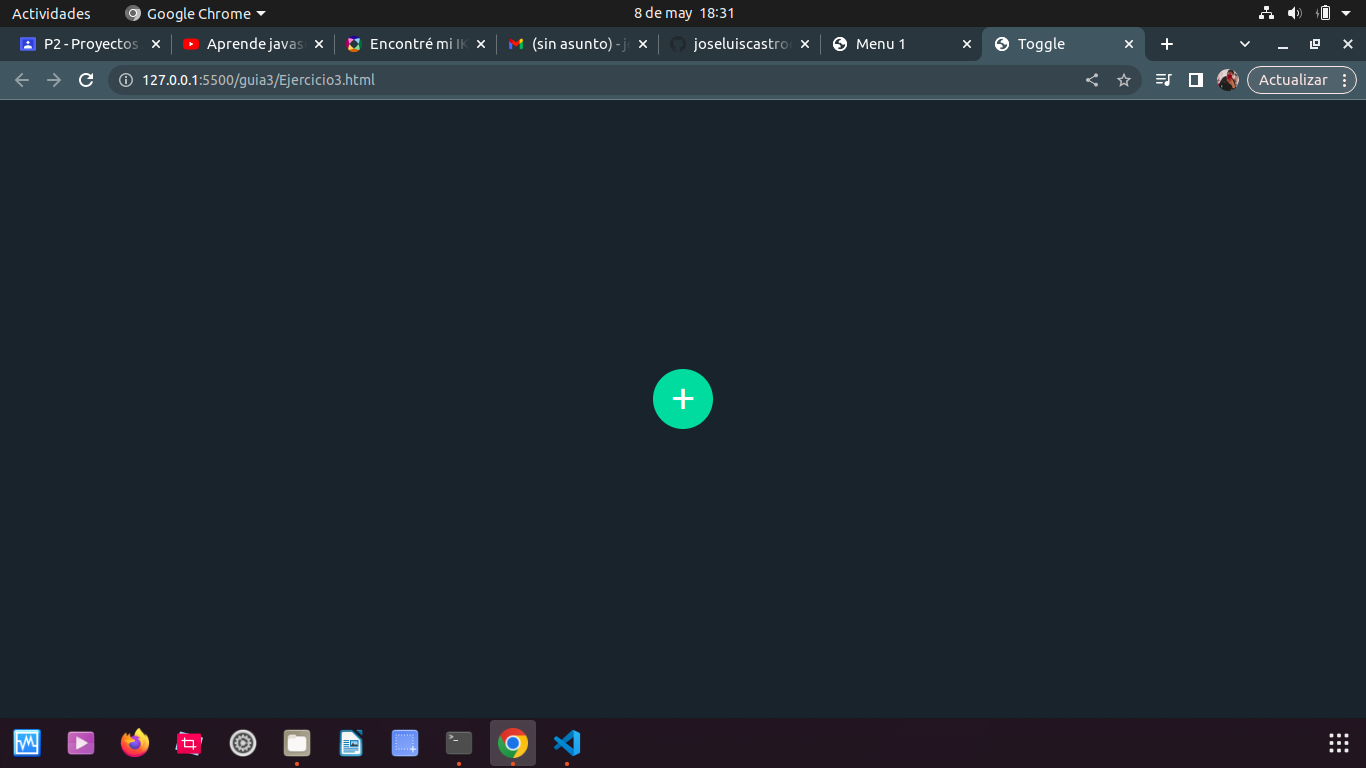 Actividades Google Chrome 8 de may 18:31
P2 - Proyectos Aprende javas Encontré mi IK (sin asunto) - j joseluiscastro Menu 1 Toggle
127.0.0.1:5500/guia3/Ejercicio3.html Actualizar
+